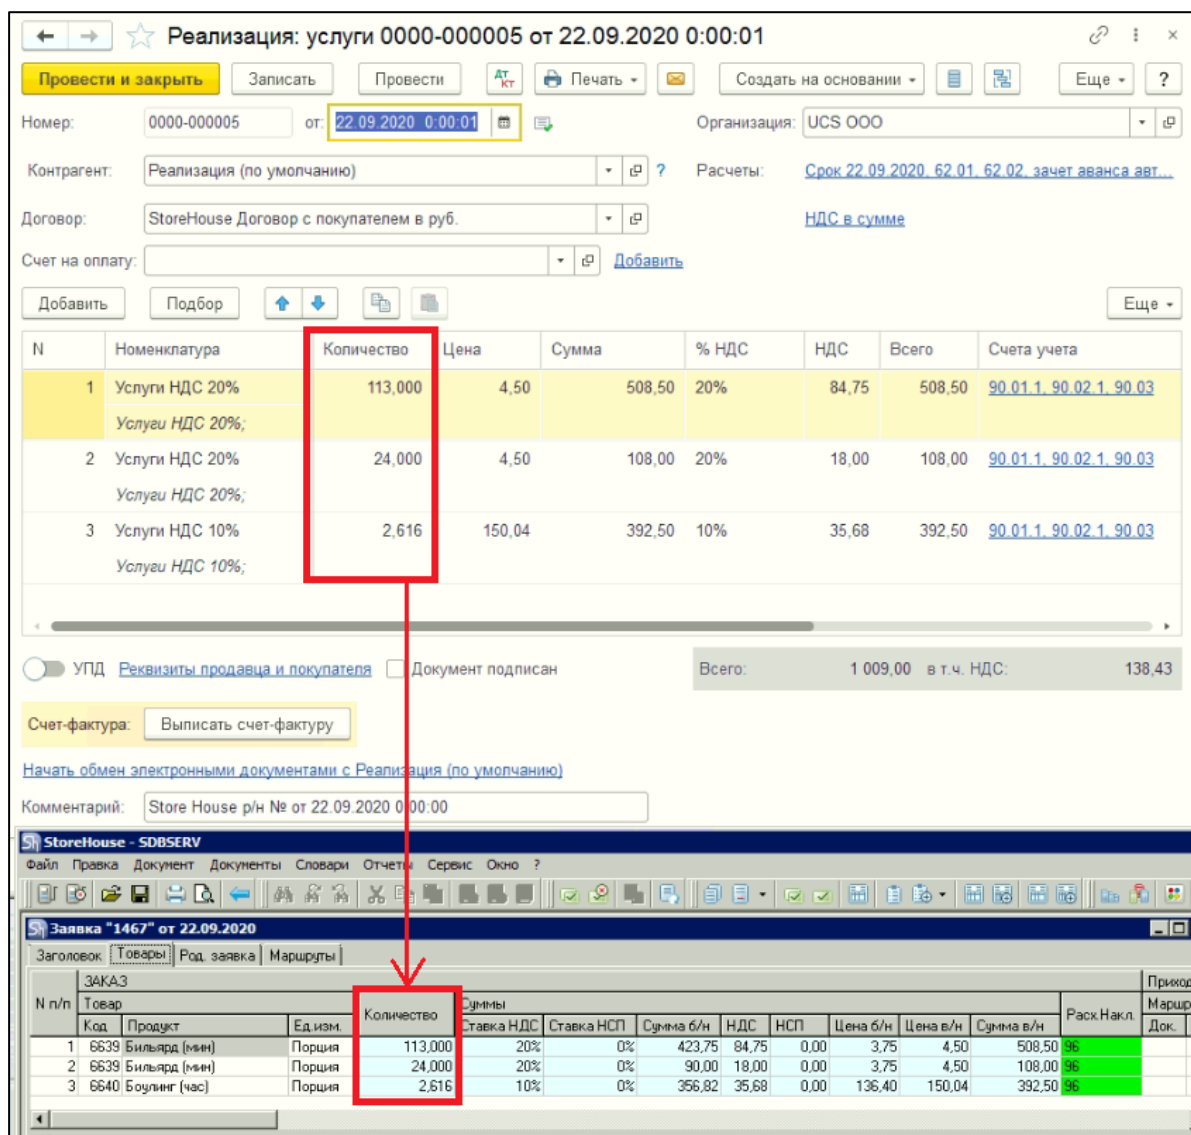 Реализация: услуги 0000-000005 от 22.09.2020 0:00:01
Провести и закрыть Записать Провести Дт Кт Печать Создать на основании Еще ?
Номер: 0000-000005 от: 22.09.2020 0:00:01 Организация: UCS ООО
Контрагент: Реализация (по умолчанию) ? Расчеты: Срок 22.09.2020, 62.01, 62.02, зачет аванса авт...
Договор: StoreHouse Договор с покупателем в руб. НДС в сумме
Счет на оплату: Добавить
Добавить Подбор Еще
N Номенклатура Количество Цена Сумма % НДС НДС Всего Счета учета
1 Услуги НДС 20% 113,000 4,50 508,50 20% 84,75 508,50 90.01.1, 90.02.1, 90.03
Услуги НДС 20%;
2 Услуги НДС 20% 24,000 4,50 108,00 20% 18,00 108,00 90.01.1, 90.02.1, 90.03
Услуги НДС 20%;
3 Услуги НДС 10% 2,616 150,04 392,50 10% 35,68 392,50 90.01.1, 90.02.1, 90.03
Услуги НДС 10%;
УПД Реквизиты продавца и покупателя Документ подписан Всего: 1 009,00 в т.ч. НДС: 138,43
Счет-фактура: Выписать счет-фактуру
Начать обмен электронными документами с Реализация (по умолчанию)
Комментарий: Store House р/н № от 22.09.2020 0:00:00
Sh StoreHouse - SDBSERV
Файл Правка Документ Документы Словари Отчеты Сервис Окно ?
Sh Заявка "1467" от 22.09.2020
Заголовок Товары Род. заявка Маршруты
ЗАКАЗ Приход
N п/п Товар Количество Суммы Расх.Накл. Маршр
Код Продукт Ед.изм. Ставка НДС Ставка НСП Сумма б/н НДС НСП Цена б/н Цена в/н Сумма в/н Док.
1 6639 Бильярд (мин) Порция 113,000 20% 0% 423,75 84,75 0,00 3,75 4,50 508,50 96
2 6639 Бильярд (мин) Порция 24,000 20% 0% 90,00 18,00 0,00 3,75 4,50 108,00 96
3 6640 Боулинг (час) Порция 2,616 10% 0% 356,82 35,68 0,00 136,40 150,04 392,50 96